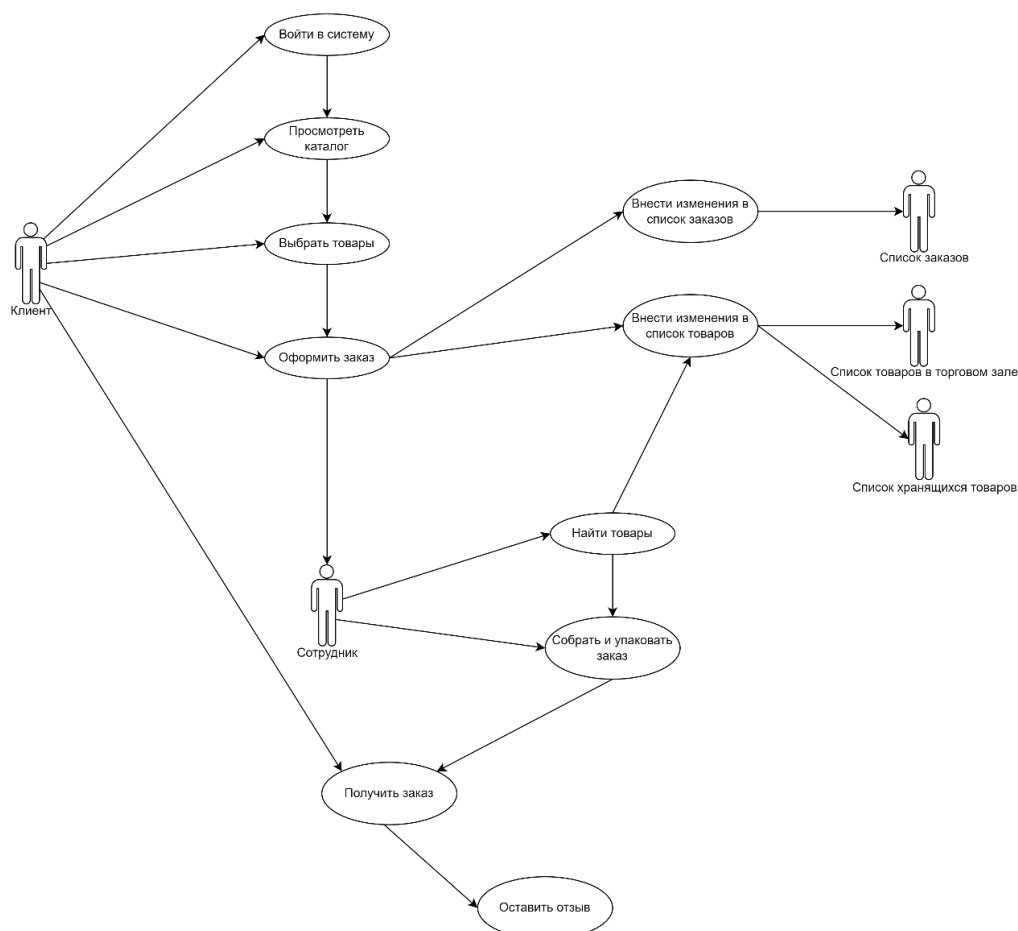 Войти в систему
Просмотреть
каталог
Внести изменения в
список заказов
Выбрать товары
Список заказов
Клиент
Внести изменения в
список товаров
Оформить заказ
Список товаров в торговом зале
Список хранящихся товаров
Найти товары
Собрать и упаковать
заказ
Сотрудник
Получить заказ
Оставить отзыв